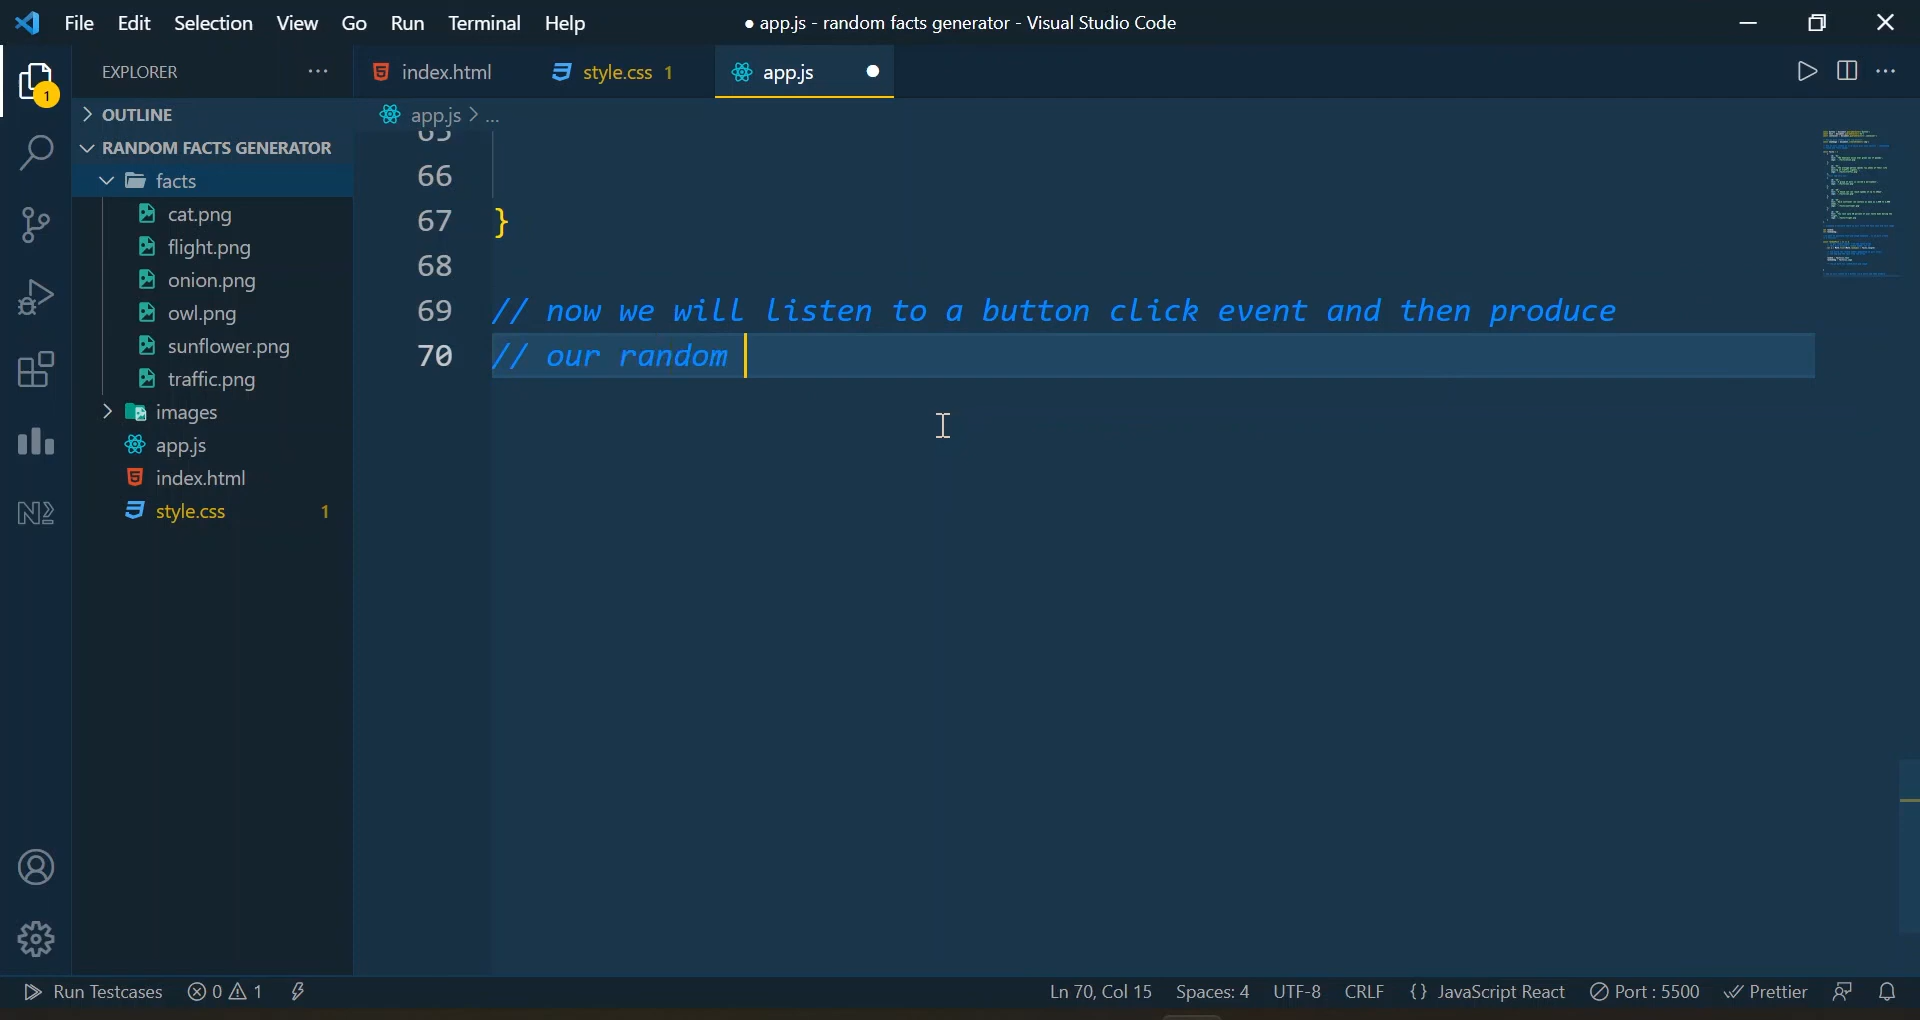 File Edit Selection View Go Run Terminal Help
● app.js - random facts generator - Visual Studio Code
EXPLORER
index.html
style.css 1
app.js
1
OUTLINE
app.js > ...
RANDOM FACTS GENERATOR
facts
cat.png
flight.png
onion.png
owl.png
sunflower.png
traffic.png
images
app.js
index.html
style.css 1
66
67 }
68
69 // now we will listen to a button click event and then produce
70 // our random
Run Testcases 0 1
Ln 70, Col 15 Spaces: 4 UTF-8 CRLF {} JavaScript React Port : 5500 Prettier